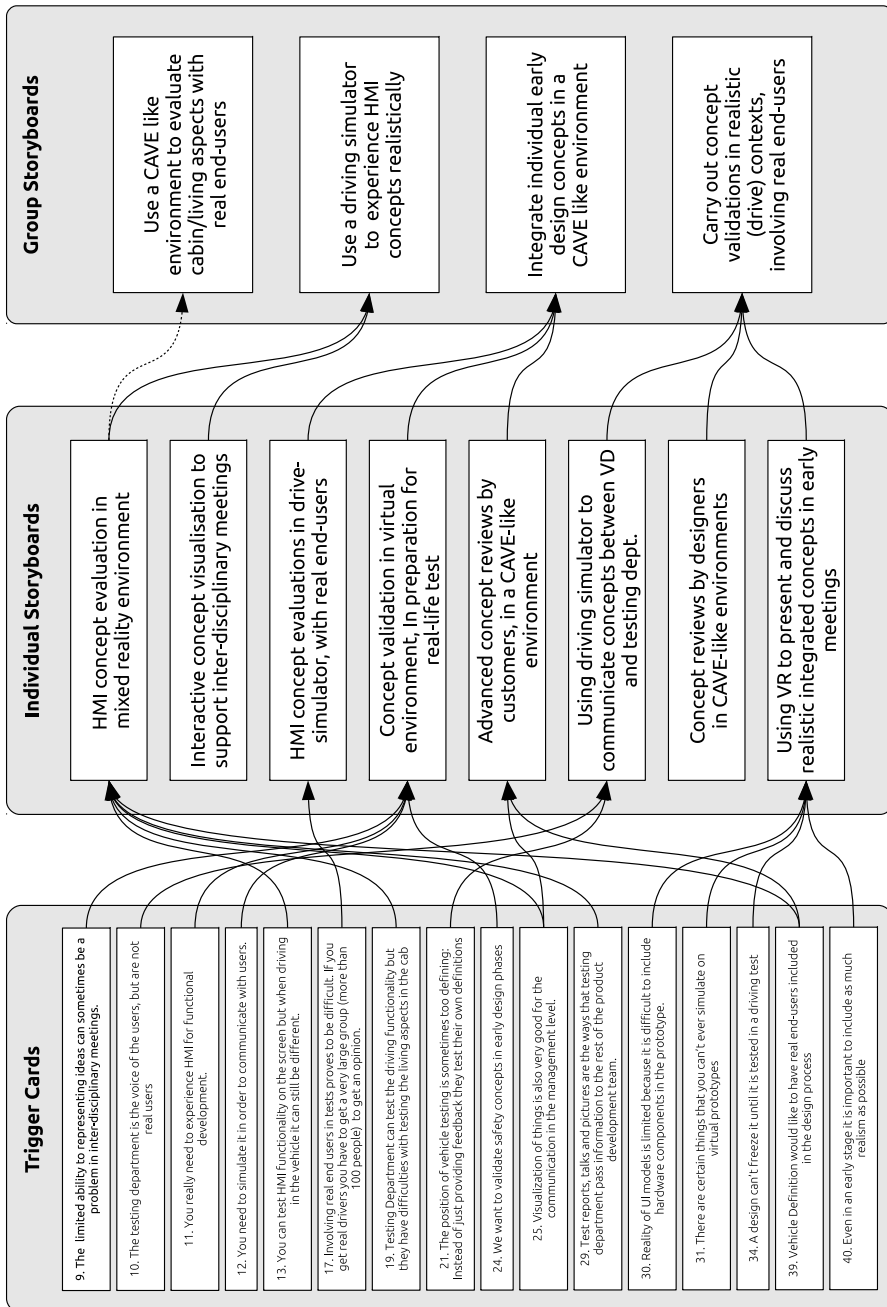 Trigger Cards
9. The limited ability to representing ideas can sometimes be a
problem in inter-disciplinary meetings.
10. The testing department is the voice of the users, but are not
real users
11. You really need to experience HMI for functional
development.
12. You need to simulate it in order to communicate with users.
13. You can test HMI functionality on the screen but when driving
in the vehicle it can still be different.
17. Involving real end users in tests proves to be difficult. If you
get real drivers you have to get a very large group (more than
100 people) to get an opinion.
19. Testing Department can test the driving functionality but
they have difficulties with testing the living aspects in the cab
21. The position of vehicle testing is sometimes too defining:
Instead of just providing feedback they test their own definitions
24. We want to validate safety concepts in early design phases
25. Visualization of things is also very good for the
communication in the management level.
29. Test reports, talks and pictures are the ways that testing
department pass information to the rest of the product
development team.
30. Reality of UI models is limited because it is difficult to include
hardware components in the prototype.
31. There are certain things that you can't ever simulate on
virtual prototypes
34. A design can't freeze it until it is tested in a driving test
39. Vehicle Definition would like to have real end-users included
in the design process
40. Even in an early stage it is important to include as much
realism as possible
Individual Storyboards
HMI concept evaluation in
mixed reality environment
Interactive concept visualisation to
support inter-disciplinary meetings
HMI concept evaluations in drive-
simulator, with real end-users
Concept validation in virtual
environment, In preparation for
real-life test
Advanced concept reviews by
customers, in a CAVE-like
environment
Using driving simulator to
communicate concepts between VD
and testing dept.
Concept reviews by designers
in CAVE-like environments
Using VR to present and discuss
realistic integrated concepts in early
meetings
Group Storyboards
Use a CAVE like
environment to evaluate
cabin/living aspects with
real end-users
Use a driving simulator
to experience HMI
concepts realistically
Integrate individual early
design concepts in a
CAVE like environment
Carry out concept
validations in realistic
(drive) contexts,
involving real end-users